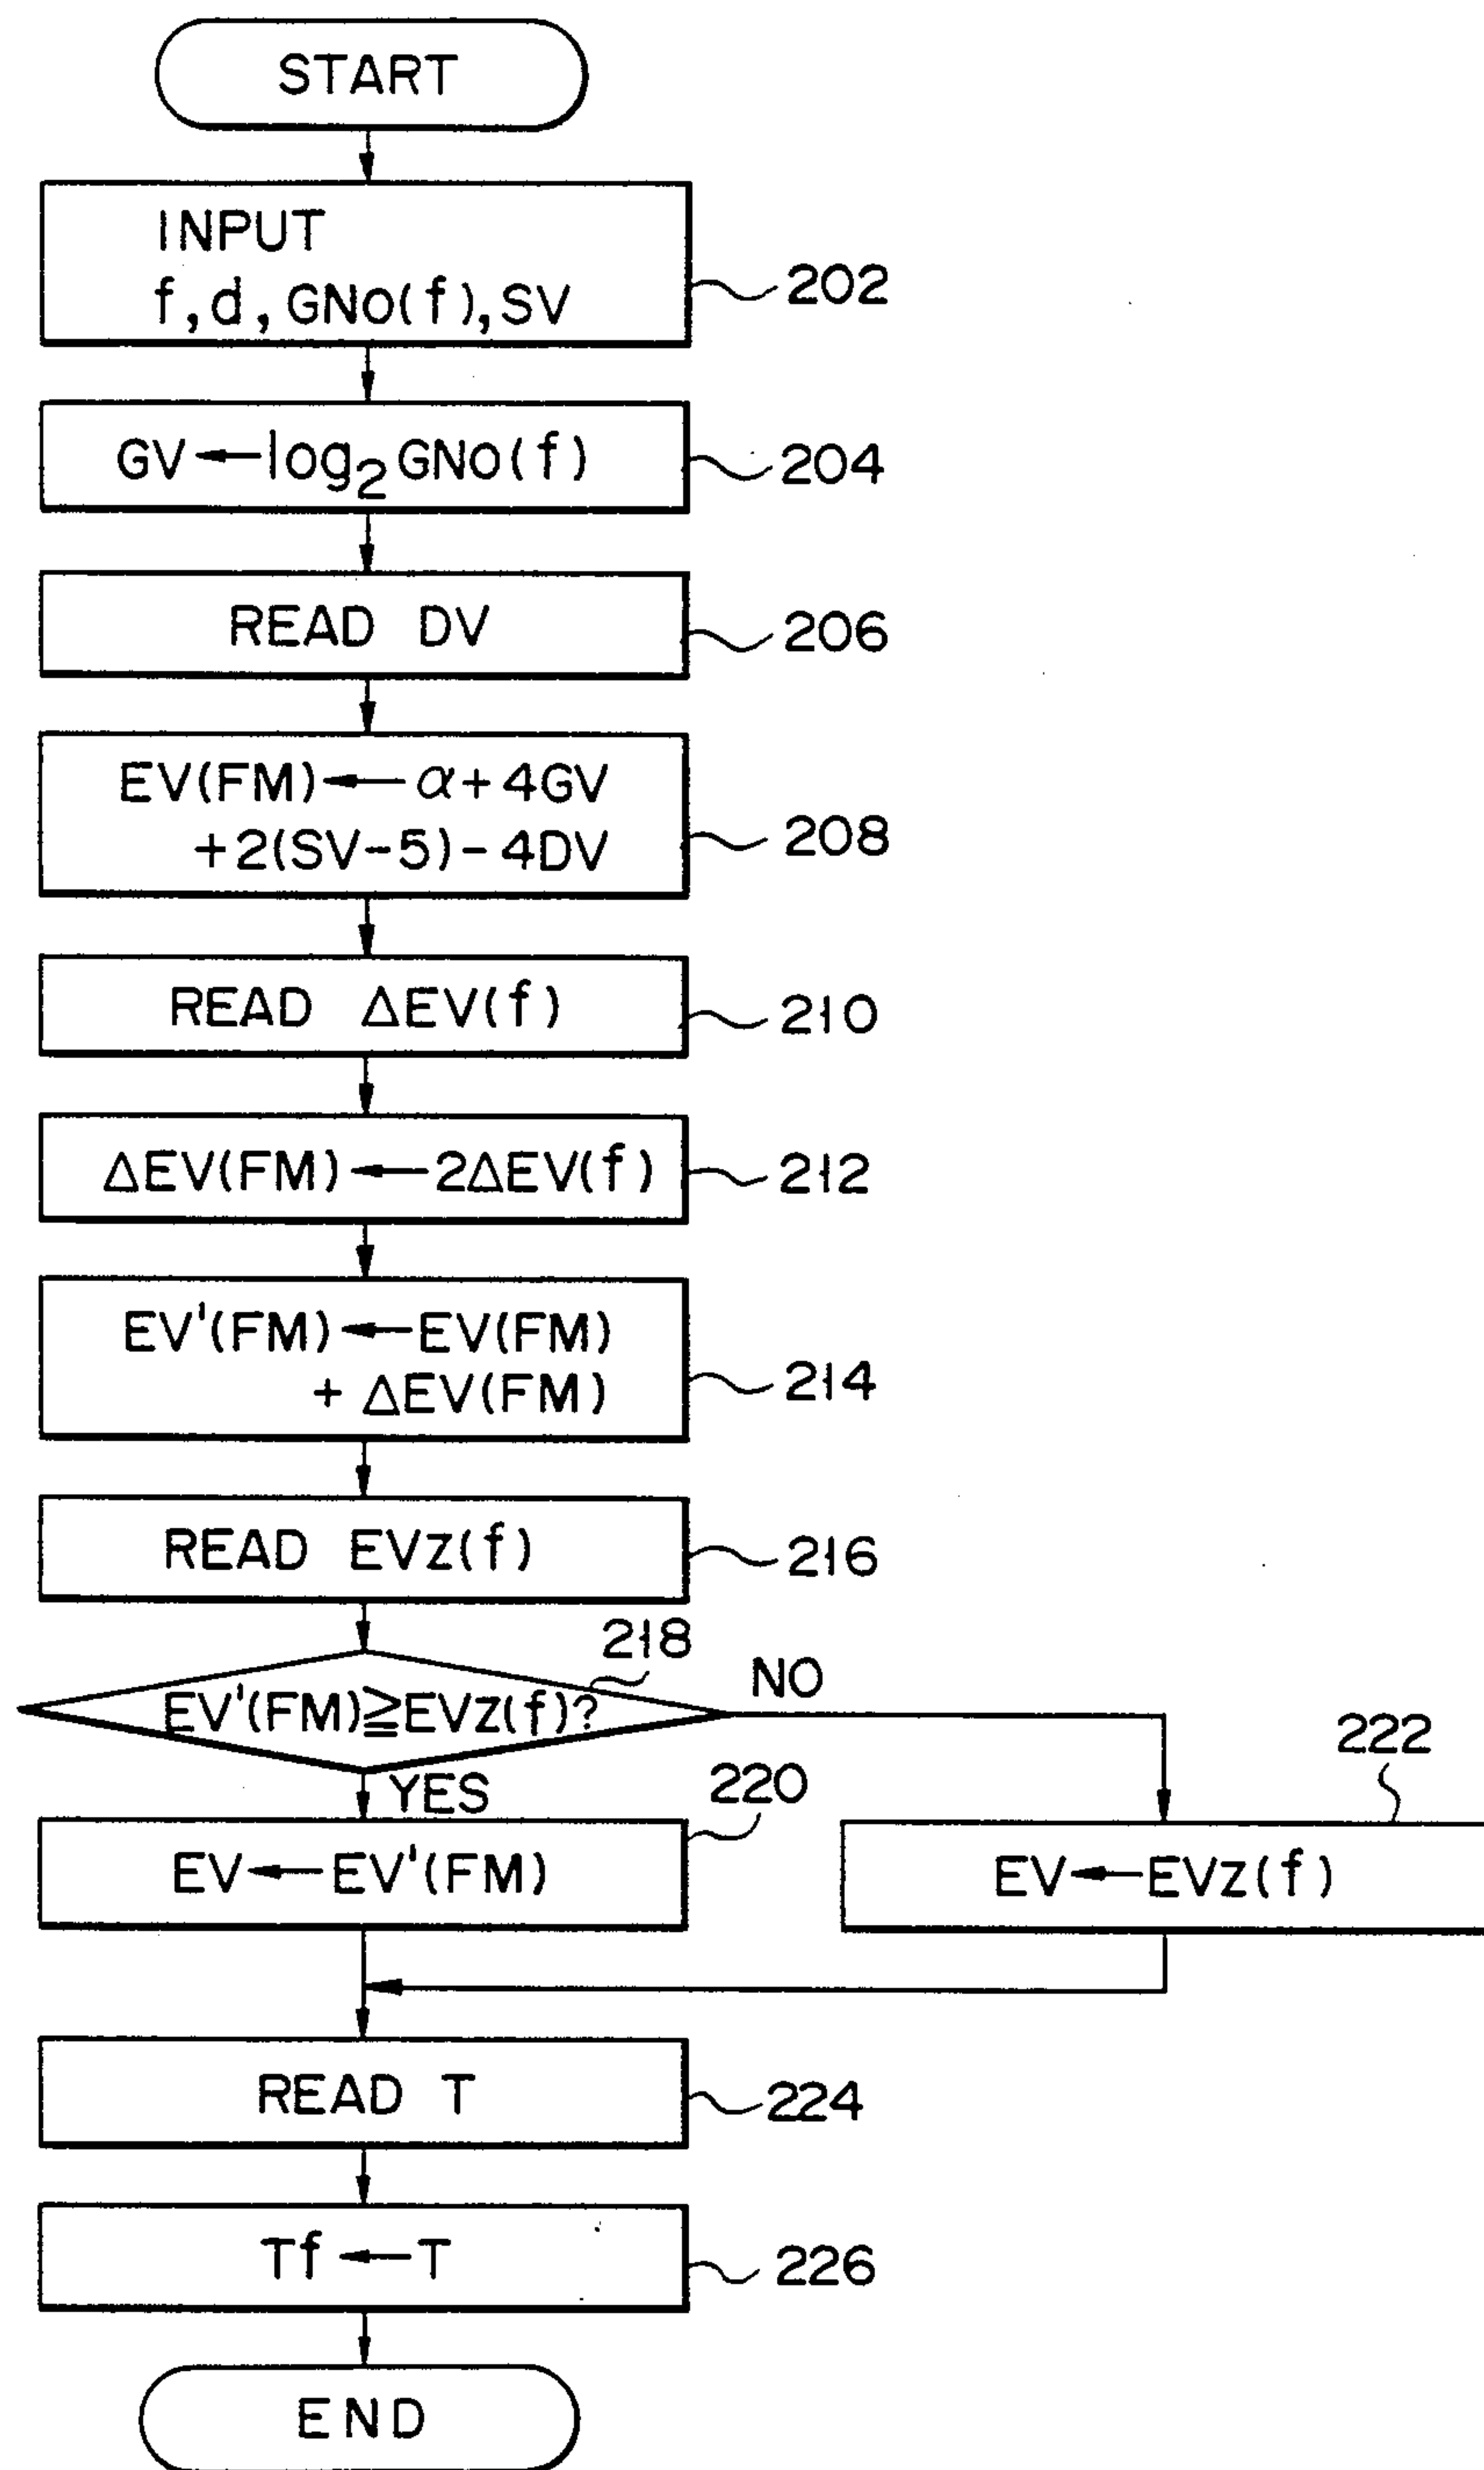 START
INPUT
f, d, GNo(f), SV
202
GV←log₂GNo(f)
204
READ DV
206
EV(FM)←α+4GV
+2(SV-5)-4DV
208
READ ΔEV(f)
210
ΔEV(FM)←2ΔEV(f)
212
EV'(FM)←EV(FM)
+ ΔEV(FM)
214
READ EVz(f)
216
218
EV'(FM)≧EVz(f)?
NO
YES
220
222
EV←EV'(FM)
EV←EVz(f)
READ T
224
Tf←T
226
END